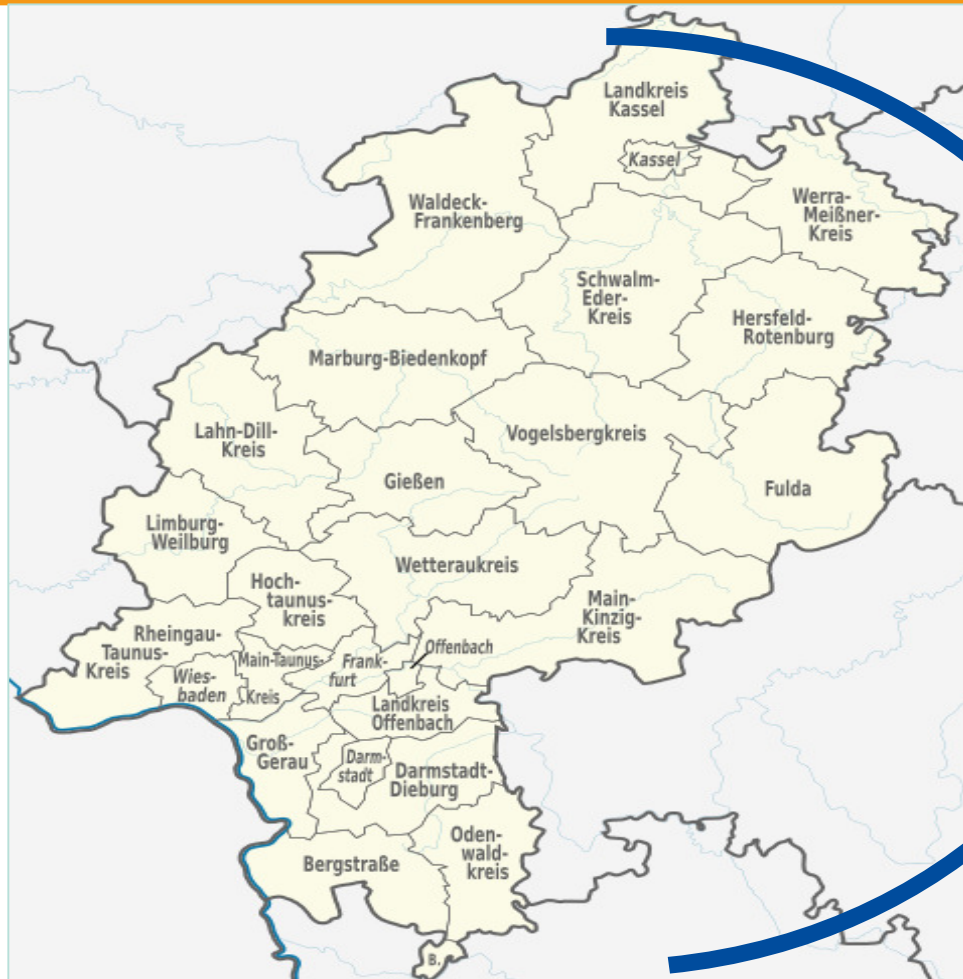 Landkreis
Kassel
Kassel
Waldeck-
Frankenberg
Werra-
Meißner-
Kreis
Schwalm-
Eder-
Kreis
Hersfeld-
Rotenburg
Marburg-Biedenkopf
Lahn-Dill-
Kreis
Vogelsbergkreis
Gießen
Fulda
Limburg-
Weilburg
Wetteraukreis
Hoch-
taunus-
kreis
Main-
Kinzig-
Kreis
Rheingau-
Taunus-
Kreis
Wies-
baden
Main-Taunus-
Kreis
Frank-
furt
Offenbach
Landkreis
Offenbach
Groß-
Gerau
Darm-
stadt
Darmstadt-
Dieburg
Oden-
wald-
kreis
Bergstraße
B.